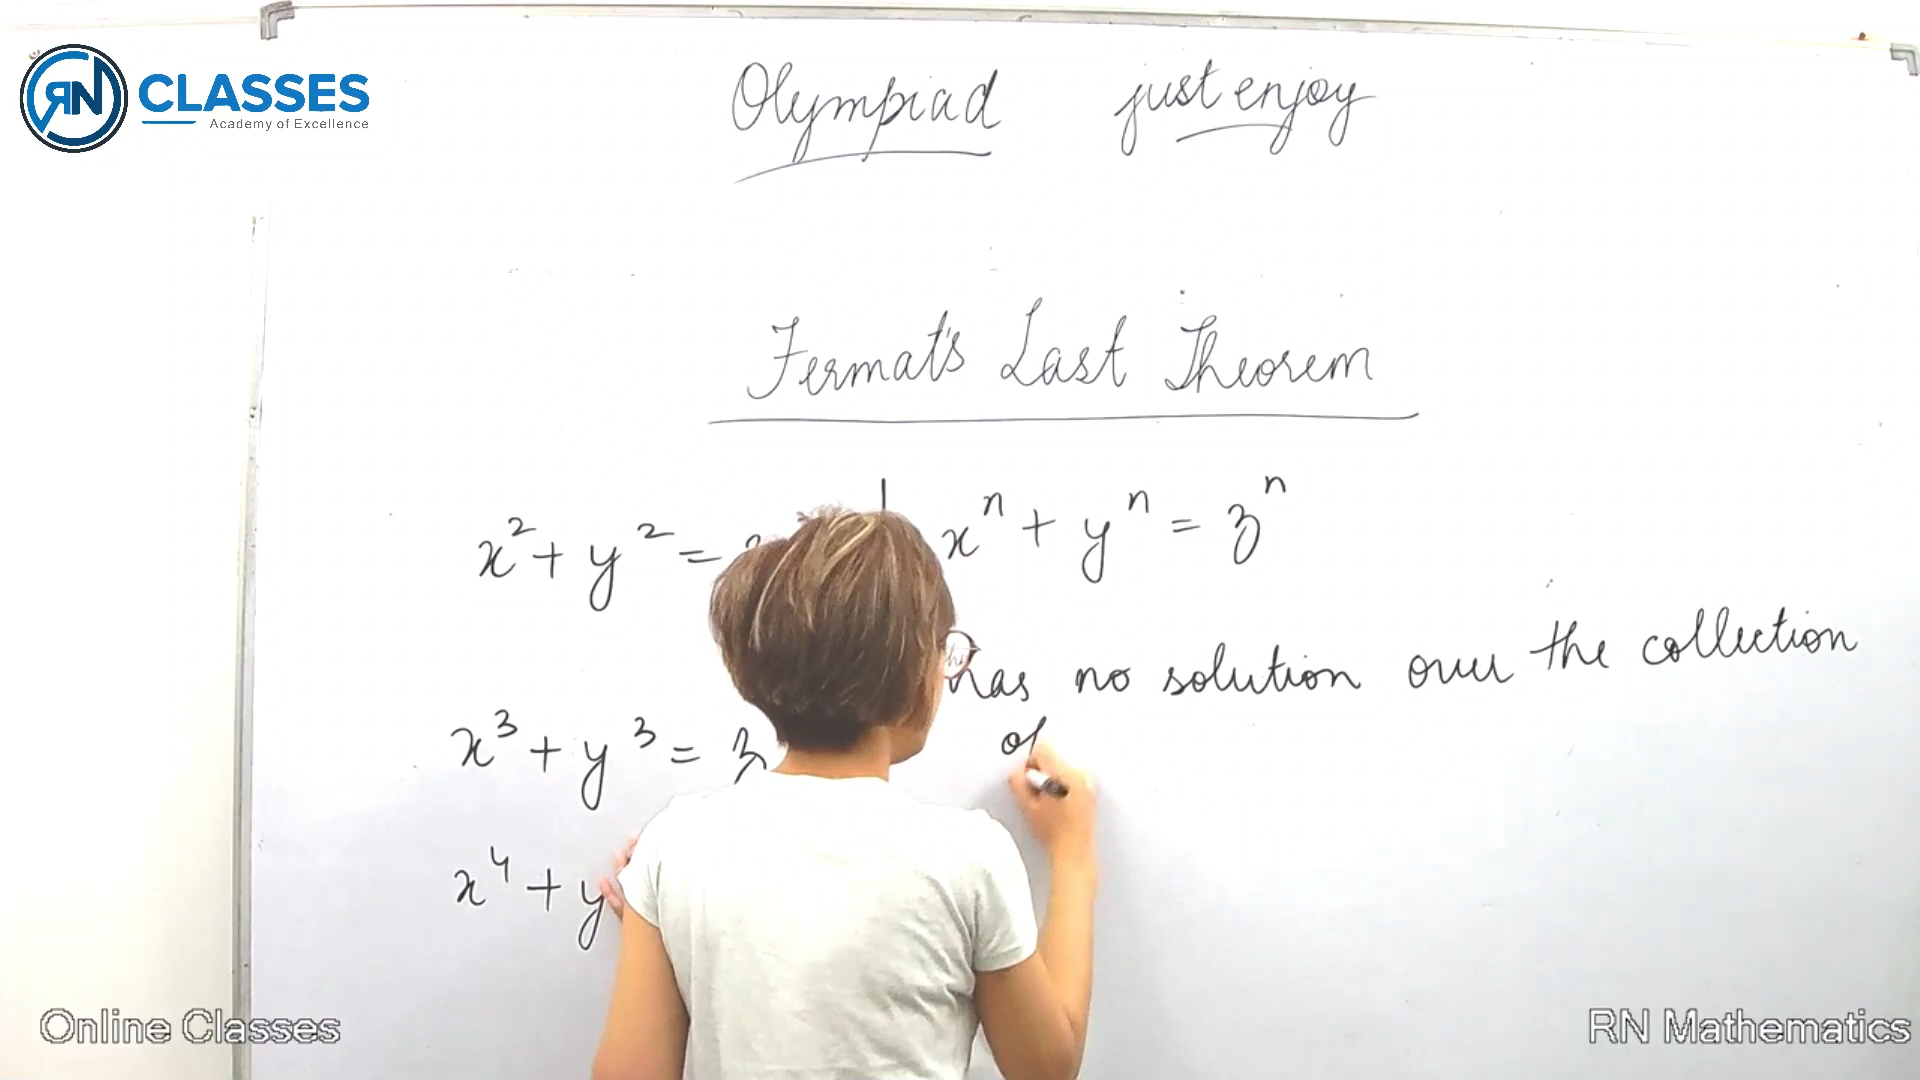 RN CLASSES
Academy of Excellence
Olympiad just enjoy
Fermat's Last Theorem
x² + y² =
xⁿ + yⁿ = zⁿ
has no solution over the collection
of
x³ + y³ = z
x⁴ + y
Online Classes
RN Mathematics